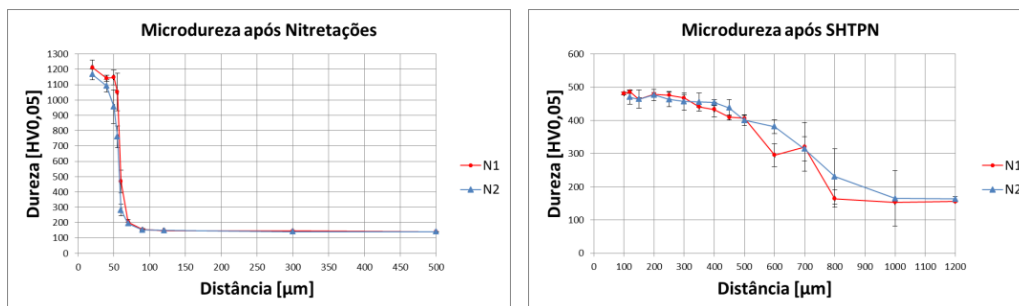 Microdureza após Nitretações
Dureza [HV0,05]
1300
1200
1100
1000
900
800
700
600
500
400
300
200
100
0
0 50 100 150 200 250 300 350 400 450 500
Distância [µm]
N1
N2
Microdureza após SHTPN
Dureza [HV0,05]
600
500
400
300
200
100
0
0 100 200 300 400 500 600 700 800 900 1000 1100 1200
Distância [µm]
N1
N2